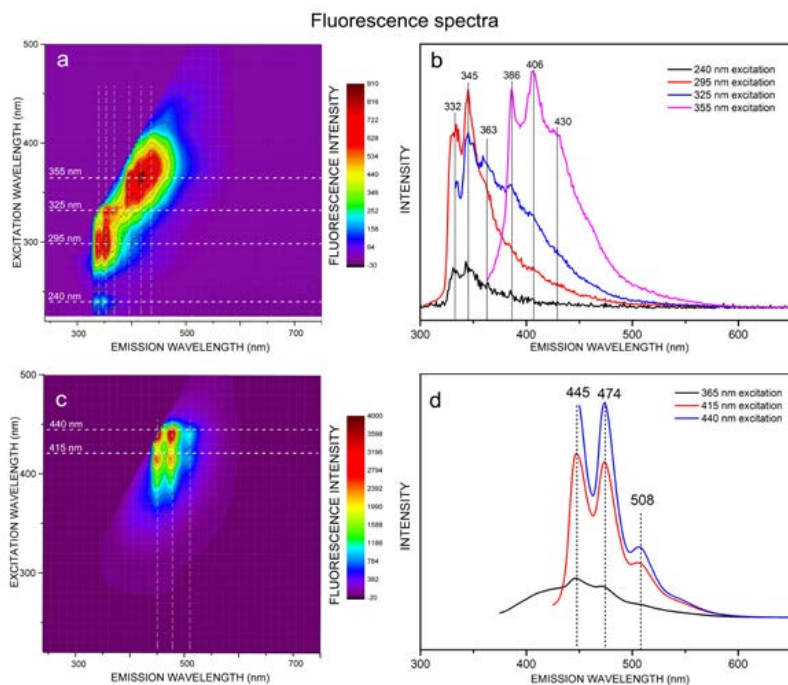 Fluorescence spectra
a
EXCITATION WAVELENGTH (nm)
500
400
300
355 nm
325 nm
295 nm
240 nm
300
500
700
EMISSION WAVELENGTH (nm)
FLUORESCENCE INTENSITY
910
816
722
628
534
440
346
252
158
64
-30
b
INTENSITY
332
345
363
386
406
430
240 nm excitation
295 nm excitation
325 nm excitation
355 nm excitation
300
400
500
600
EMISSION WAVELENGTH (nm)
c
EXCITATION WAVELENGTH (nm)
500
400
300
440 nm
415 nm
300
500
700
EMISSION WAVELENGTH (nm)
FLUORESCENCE INTENSITY
4000
3598
3196
2794
2392
1990
1588
1186
784
382
-20
d
INTENSITY
445
474
508
365 nm excitation
415 nm excitation
440 nm excitation
300
400
500
600
EMISSION WAVELENGTH (nm)